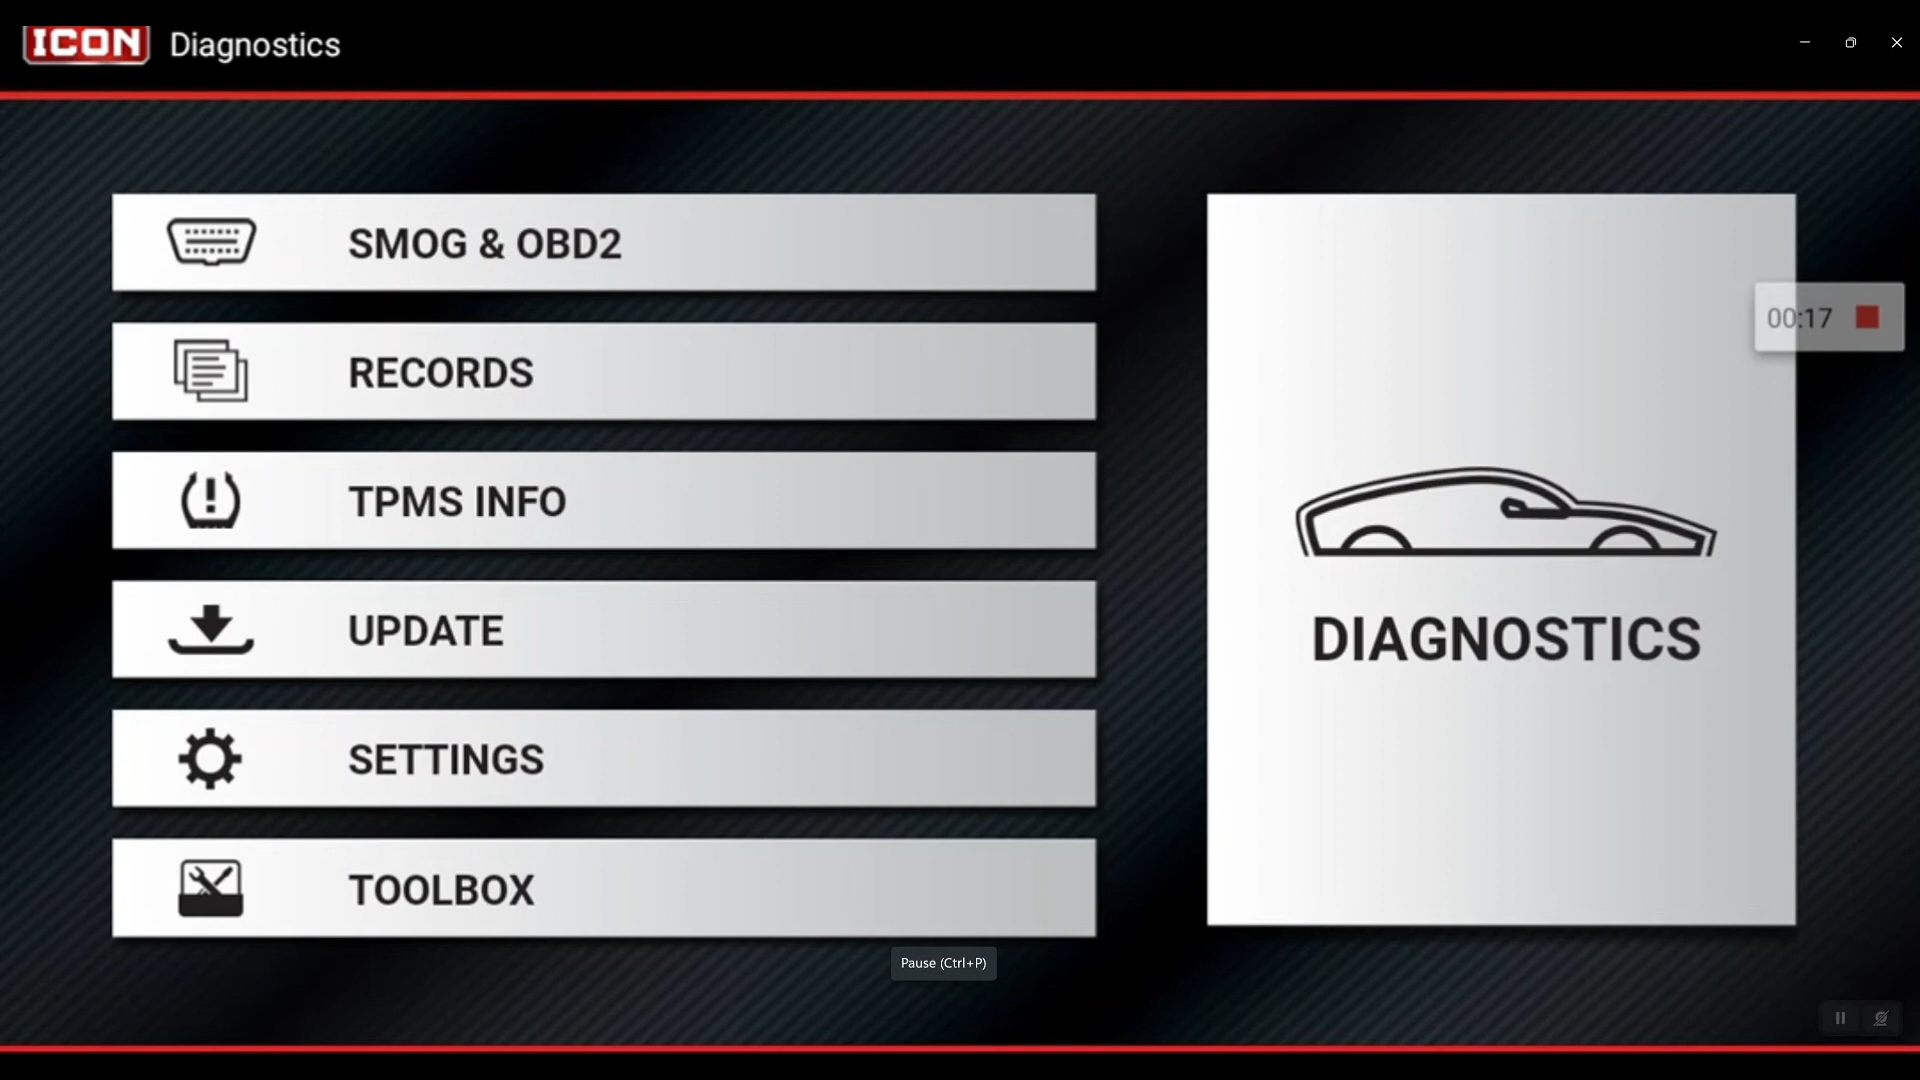 ICON Diagnostics
SMOG & OBD2
RECORDS
TPMS INFO
UPDATE
SETTINGS
TOOLBOX
DIAGNOSTICS
00:17
Pause (Ctrl+P)